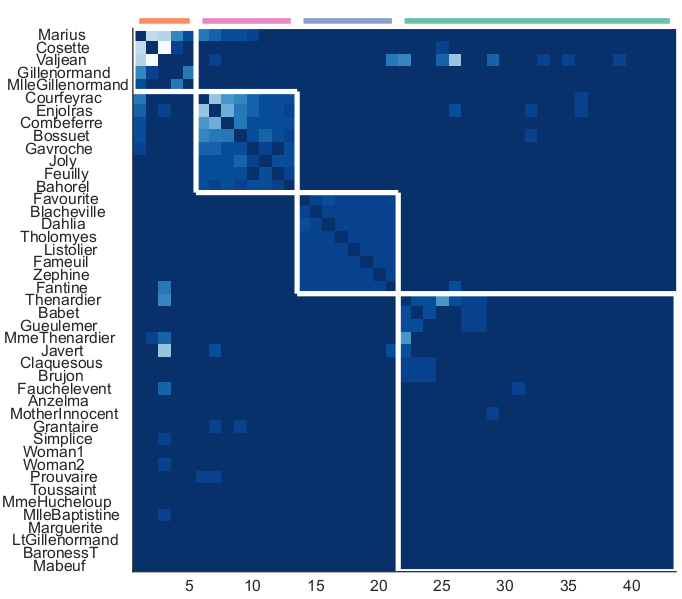 Marius
Cosette
Valjean
Gillenormand
MlleGillenormand
Courfeyrac
Enjolras
Combeferre
Bossuet
Gavroche
Joly
Feuilly
Bahorel
Favourite
Blacheville
Dahlia
Tholomyes
Listolier
Fameuil
Zephine
Fantine
Thenardier
Babet
Gueulemer
MmeThenardier
Javert
Claquesous
Brujon
Fauchelevent
Anzelma
MotherInnocent
Grantaire
Simplice
Woman1
Woman2
Prouvaire
Toussaint
MmeHucheloup
MlleBaptistine
Marguerite
LtGillenormand
BaronessT
Mabeuf
5 10 15 20 25 30 35 40